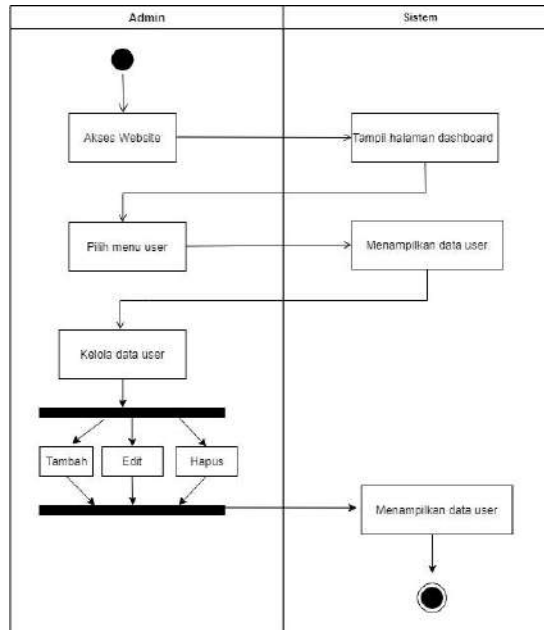 Admin
Sistem
Akses Website
Tampil halaman dashboard
Pilih menu user
Menampilkan data user
Kelola data user
Tambah
Edit
Hapus
Menampilkan data user